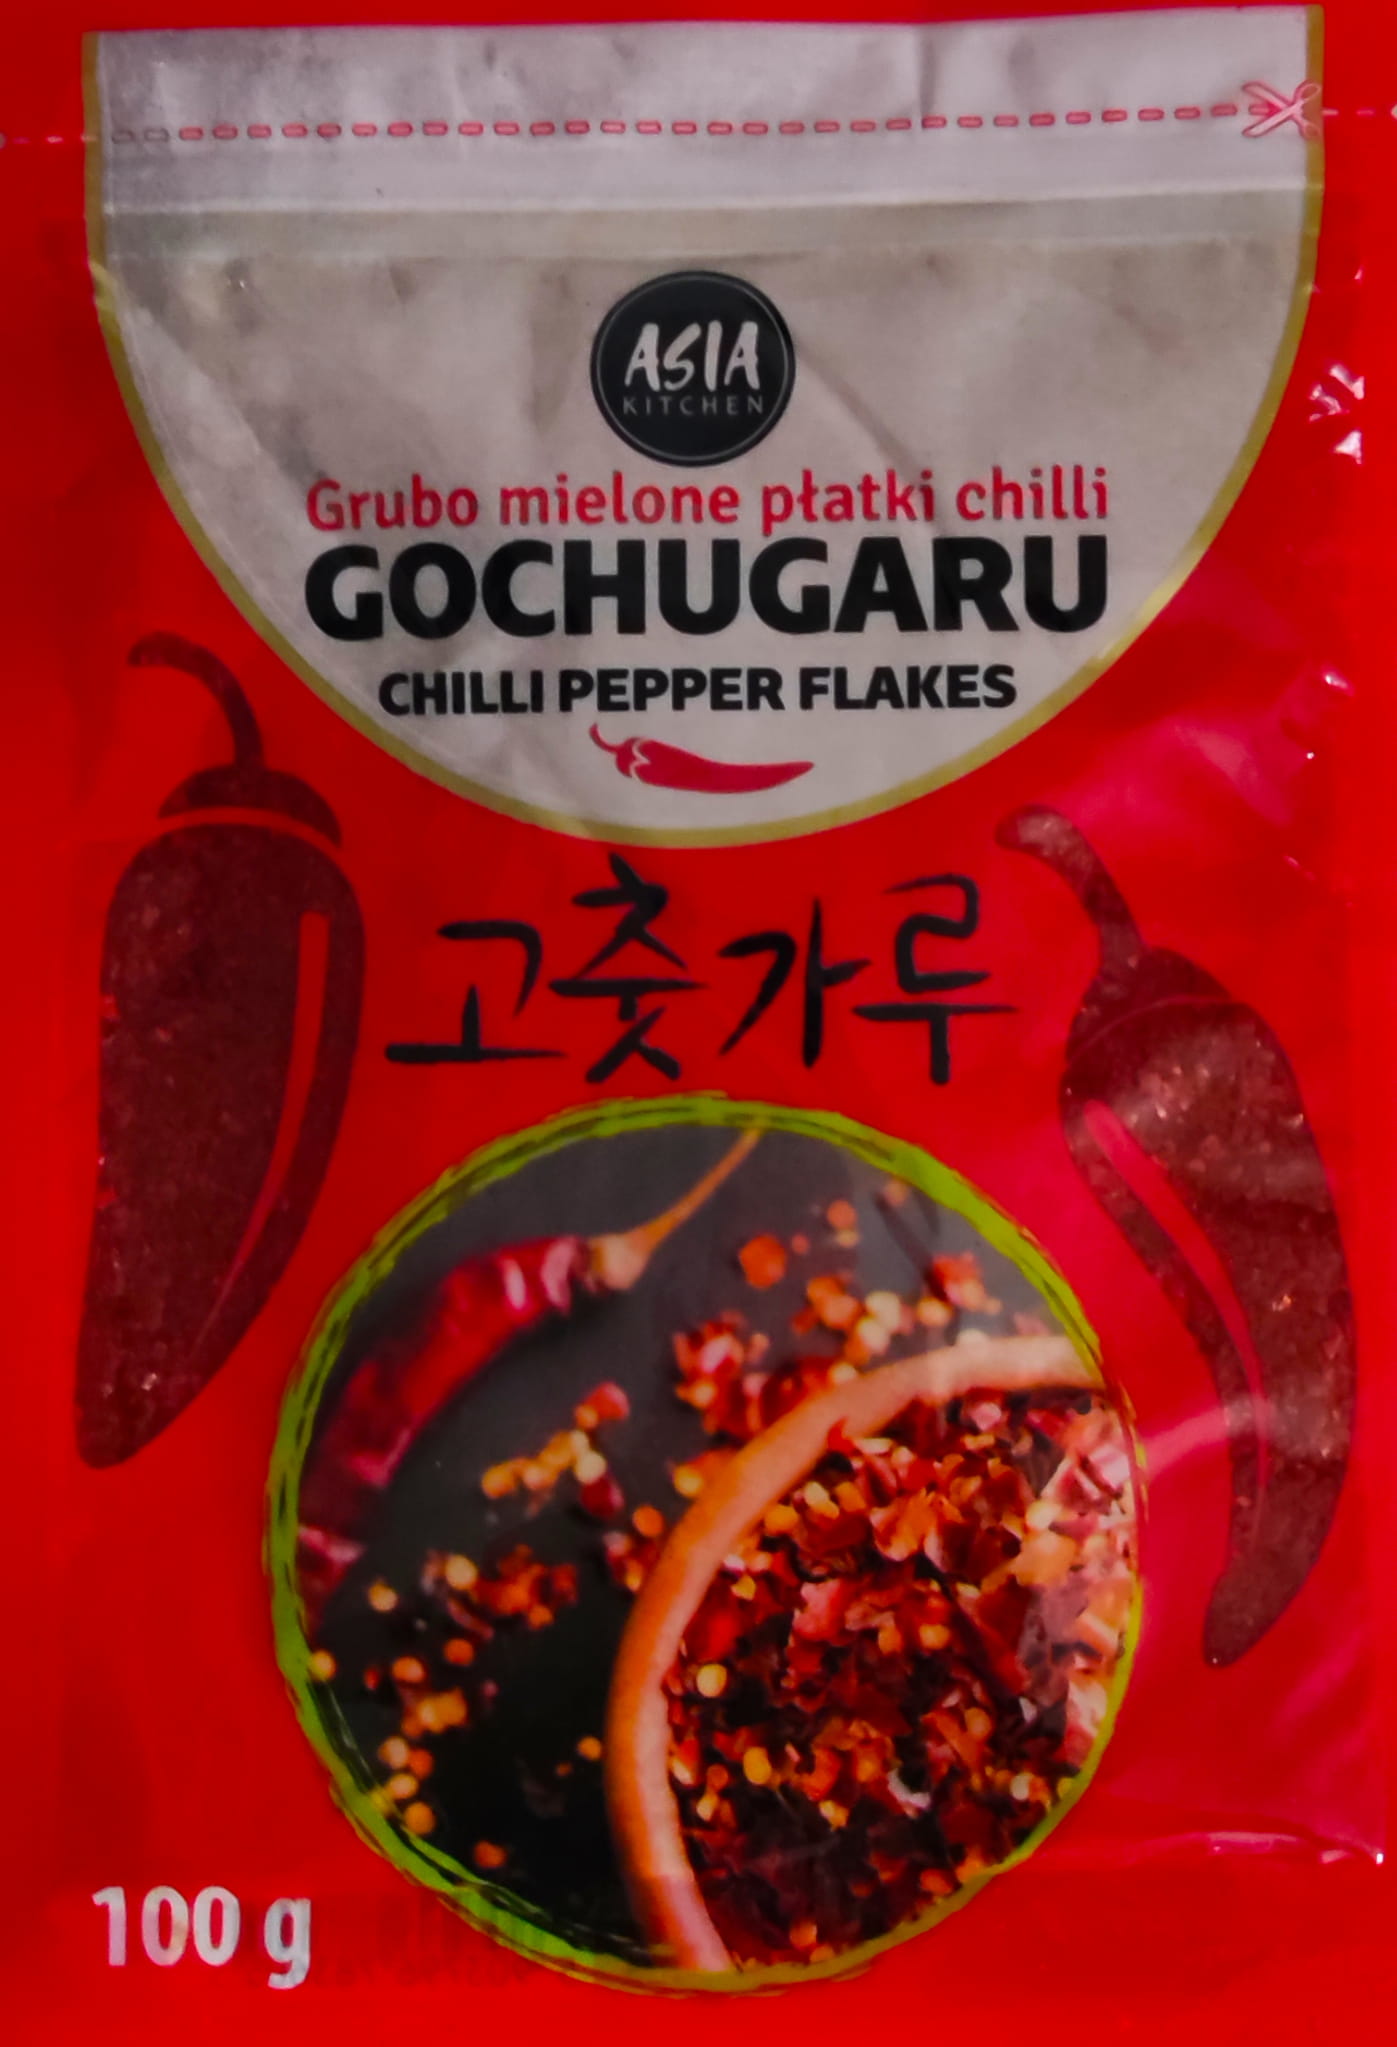 ASIA
KITCHEN
Grubo mielone płatki chilli
GOCHUGARU
CHILLI PEPPER FLAKES
고춧가루
100 g